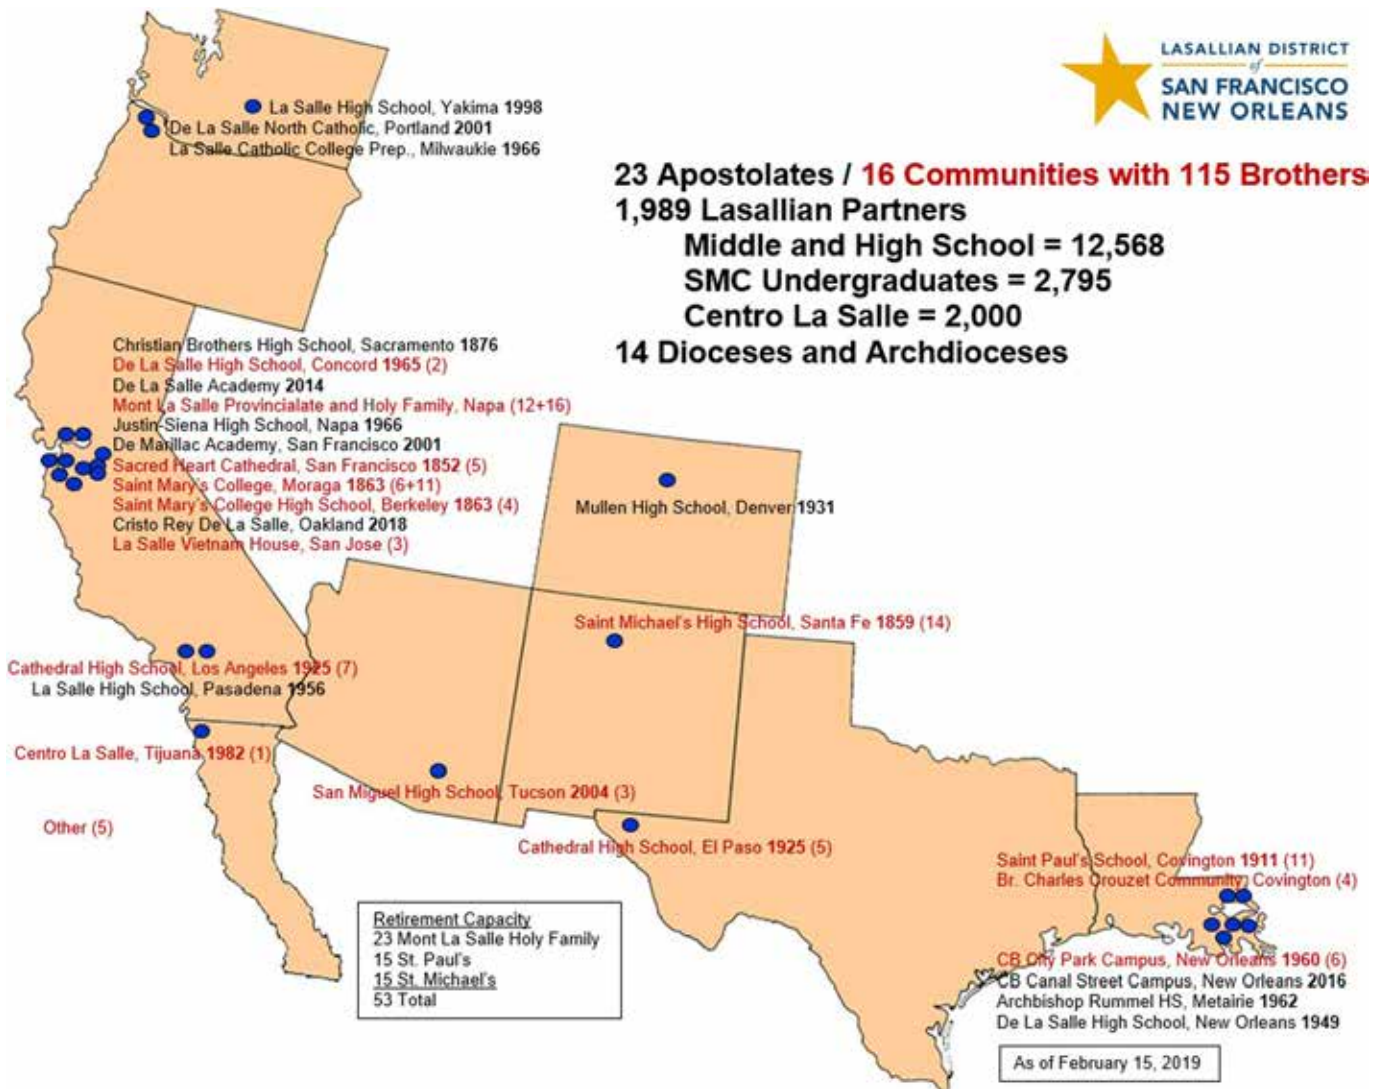 LASALLIAN DISTRICT
of
SAN FRANCISCO
NEW ORLEANS
La Salle High School, Yakima 1998
De La Salle North Catholic, Portland 2001
La Salle Catholic College Prep., Milwaukie 1966
23 Apostolates / 16 Communities with 115 Brothers
1,989 Lasallian Partners
Middle and High School = 12,568
SMC Undergraduates = 2,795
Centro La Salle = 2,000
14 Dioceses and Archdioceses
Christian Brothers High School, Sacramento 1876
De La Salle High School, Concord 1965 (2)
De La Salle Academy 2014
Mont La Salle Provincialate and Holy Family, Napa (12+16)
Justin-Siena High School, Napa 1966
De Marillac Academy, San Francisco 2001
Sacred Heart Cathedral, San Francisco 1852 (5)
Saint Mary's College, Moraga 1863 (6+11)
Saint Mary's College High School, Berkeley 1863 (4)
Cristo Rey De La Salle, Oakland 2018
La Salle Vietnam House, San Jose (3)
Mullen High School, Denver 1931
Saint Michael's High School, Santa Fe 1859 (14)
Cathedral High School, Los Angeles 1925 (7)
La Salle High School, Pasadena 1956
Centro La Salle, Tijuana 1982 (1)
San Miguel High School, Tucson 2004 (3)
Other (5)
Cathedral High School, El Paso 1925 (5)
Saint Paul's School, Covington 1911 (11)
Br. Charles Crouzet Community, Covington (4)
Retirement Capacity
23 Mont La Salle Holy Family
15 St. Paul's
15 St. Michael's
53 Total
CB City Park Campus, New Orleans 1960 (6)
CB Canal Street Campus, New Orleans 2016
Archbishop Rummel HS, Metairie 1962
De La Salle High School, New Orleans 1949
As of February 15, 2019